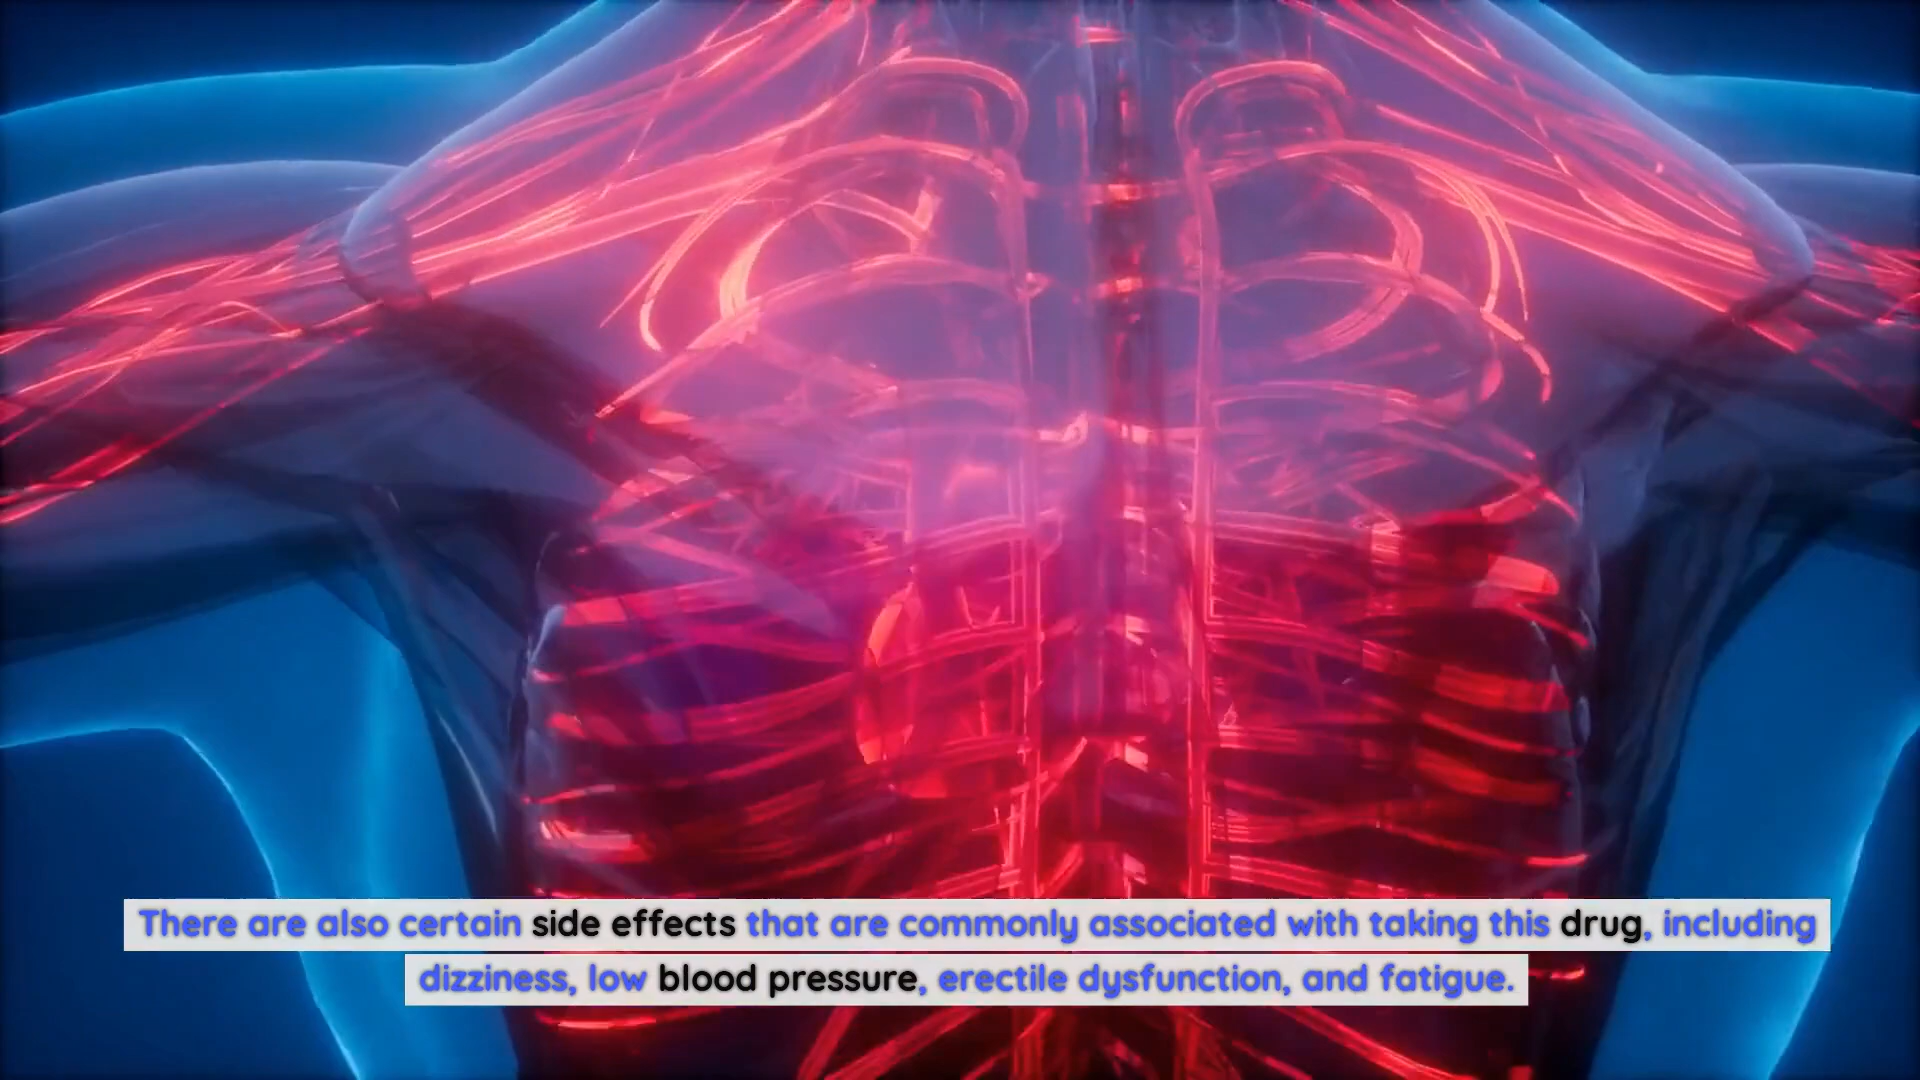 There are also certain side effects that are commonly associated with taking this drug, including
dizziness, low blood pressure, erectile dysfunction, and fatigue.